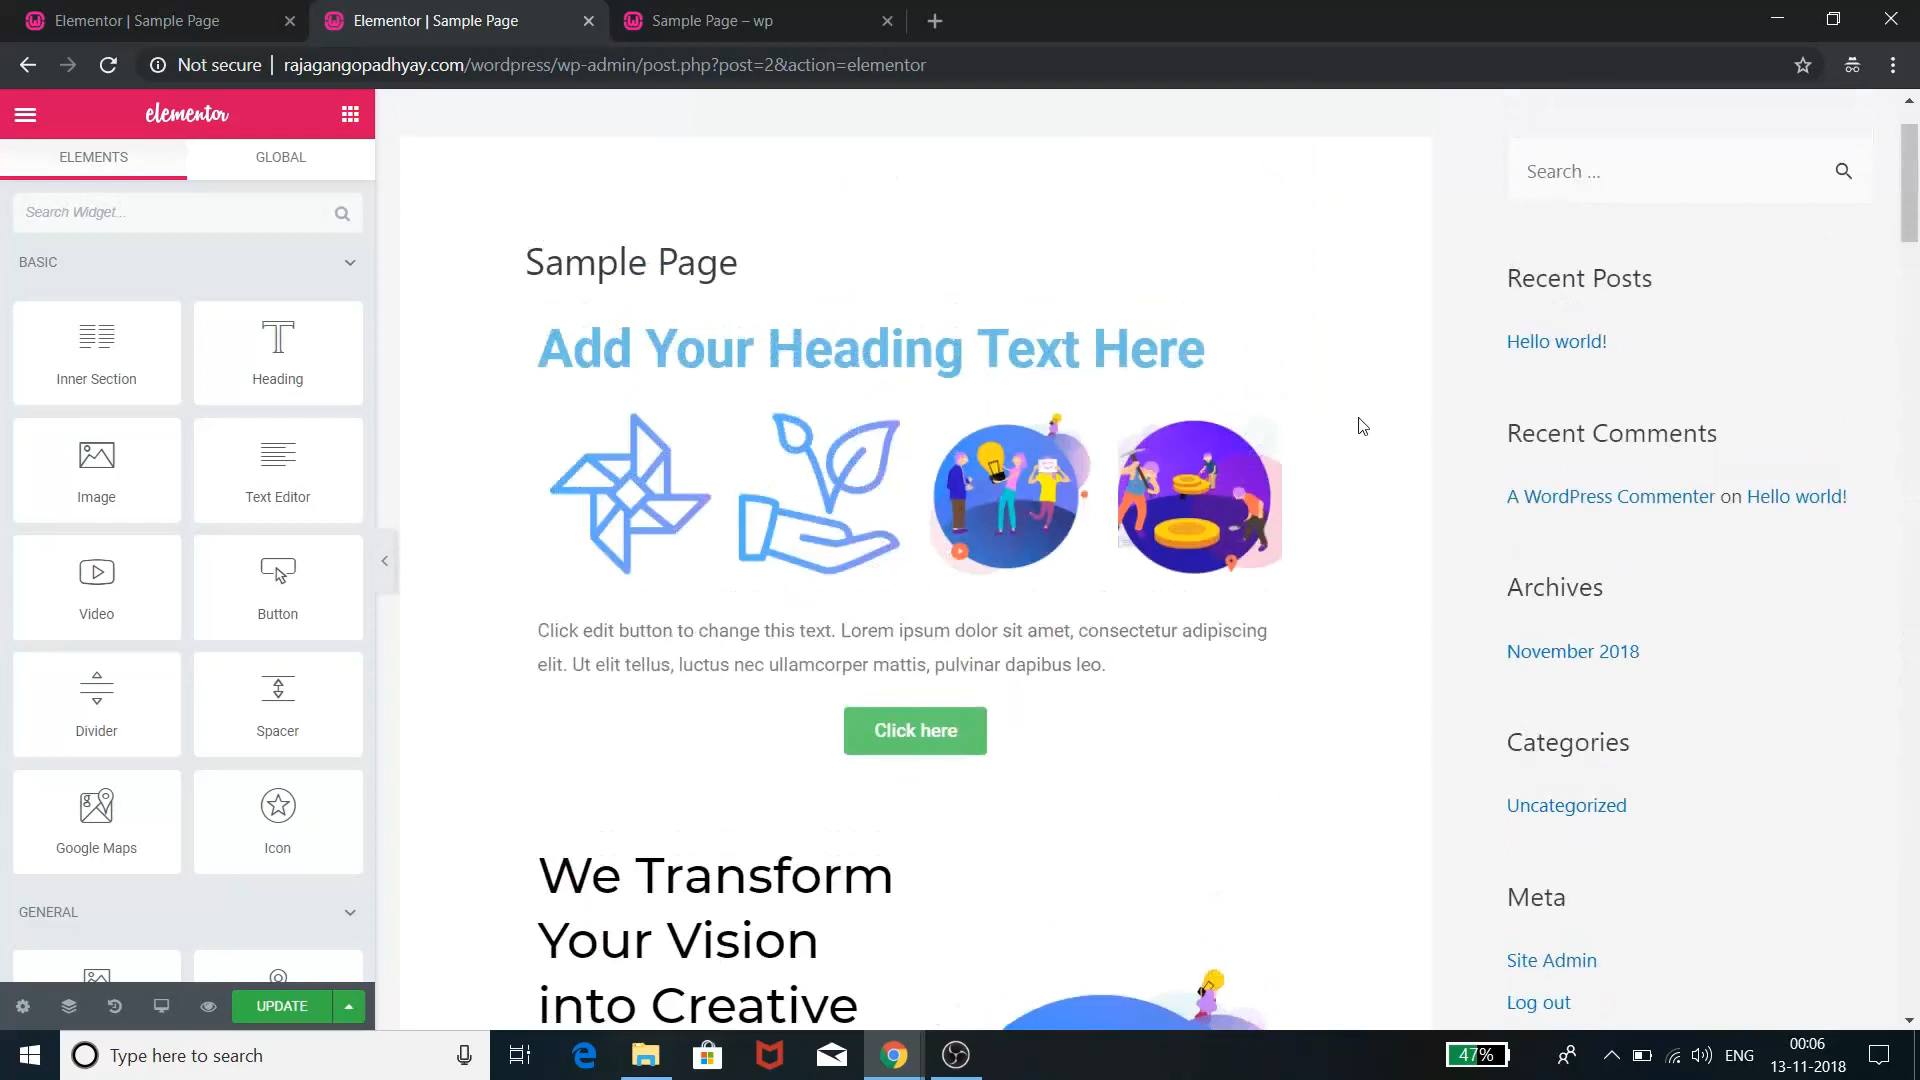 Elementor | Sample Page
Elementor | Sample Page
Sample Page – wp
Not secure | rajagangopadhyay.com/wordpress/wp-admin/post.php?post=2&action=elementor
elementor
ELEMENTS
GLOBAL
Search Widget...
BASIC
Inner Section
Heading
Image
Text Editor
Video
Button
Divider
Spacer
Google Maps
Icon
GENERAL
UPDATE
Sample Page
Add Your Heading Text Here
Click edit button to change this text. Lorem ipsum dolor sit amet, consectetur adipiscing
elit. Ut elit tellus, luctus nec ullamcorper mattis, pulvinar dapibus leo.
Click here
We Transform
Your Vision
into Creative
Search ...
Recent Posts
Hello world!
Recent Comments
A WordPress Commenter on Hello world!
Archives
November 2018
Categories
Uncategorized
Meta
Site Admin
Log out
Type here to search
47%
ENG
00:06
13-11-2018